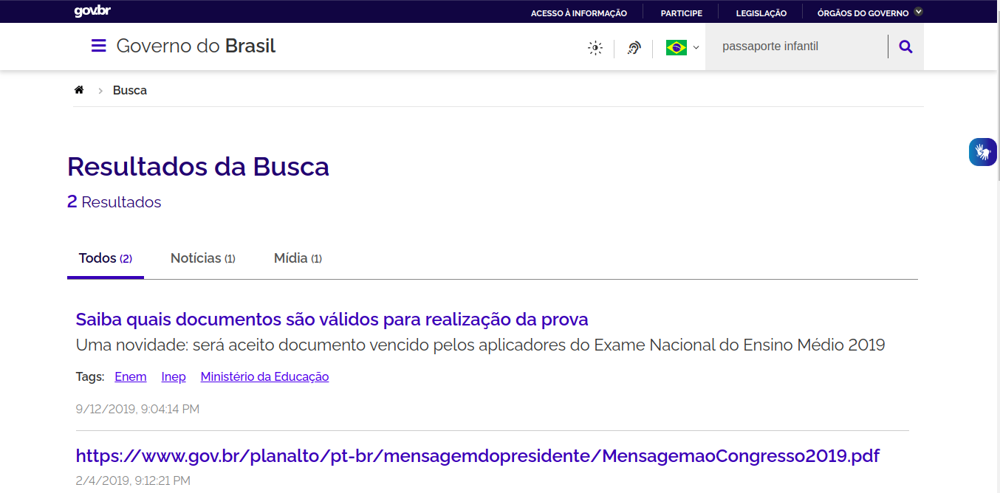 gov.br
ACESSO À INFORMAÇÃO PARTICIPE LEGISLAÇÃO ÓRGÃOS DO GOVERNO
Governo do Brasil
passaporte infantil
Busca
Resultados da Busca
2 Resultados
Todos (2) Notícias (1) Mídia (1)
Saiba quais documentos são válidos para realização da prova
Uma novidade: será aceito documento vencido pelos aplicadores do Exame Nacional do Ensino Médio 2019
Tags: Enem Inep Ministério da Educação
9/12/2019, 9:04:14 PM
https://www.gov.br/planalto/pt-br/mensagemdopresidente/MensagemaoCongresso2019.pdf
2/4/2019, 9:12:21 PM